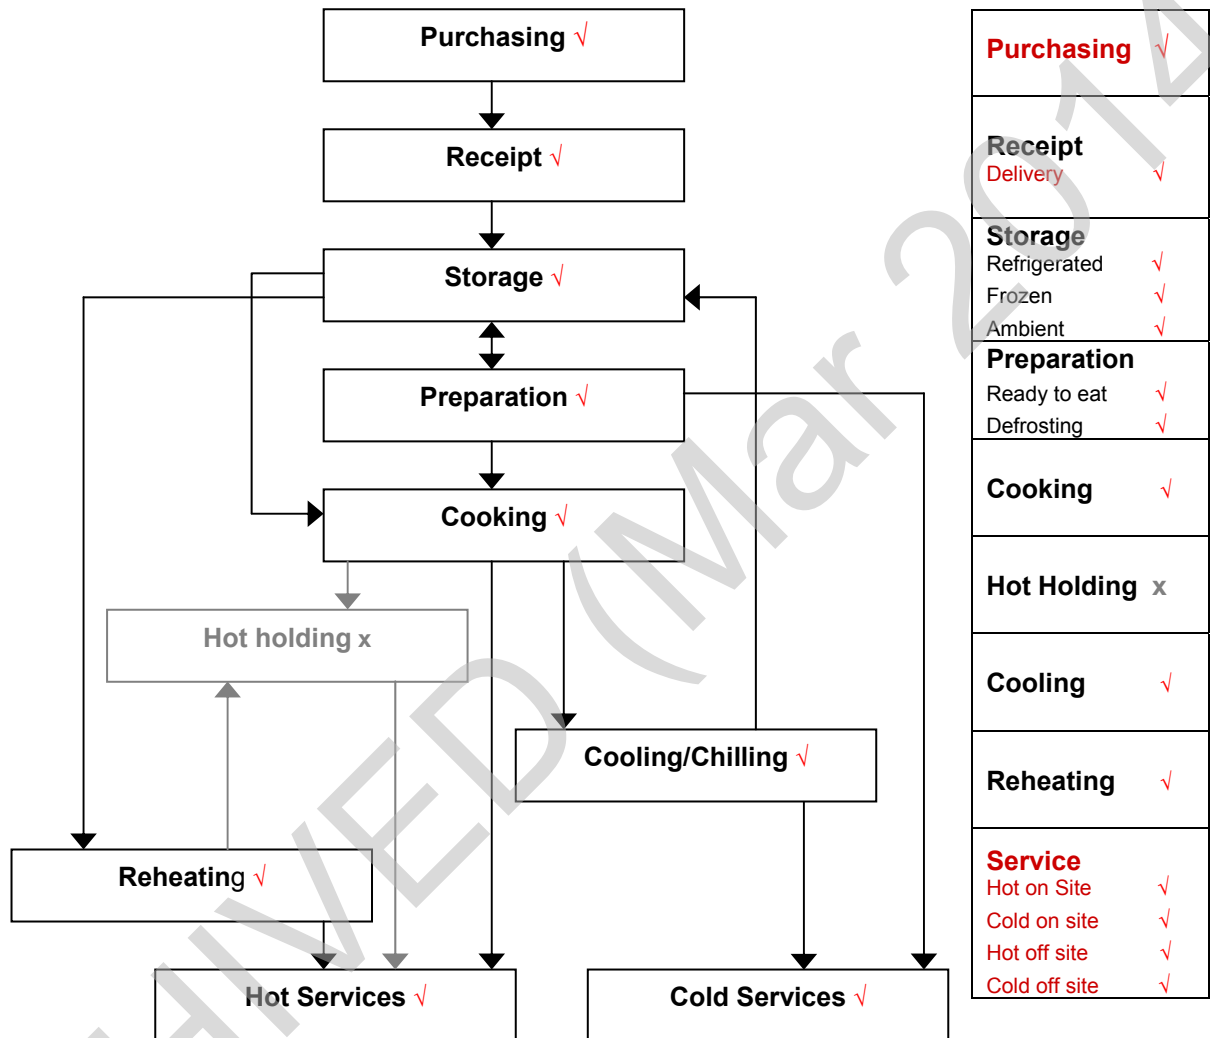 Purchasing √
Receipt √
Storage √
Preparation √
Cooking √
Hot holding x
Cooling/Chilling √
Reheating √
Hot Services √
Cold Services √
Purchasing √
Receipt
Delivery √
Storage
Refrigerated √
Frozen √
Ambient √
Preparation
Ready to eat √
Defrosting √
Cooking √
Hot Holding x
Cooling √
Reheating √
Service
Hot on Site √
Cold on site √
Hot off site √
Cold off site √
HIVED (Mar 2014